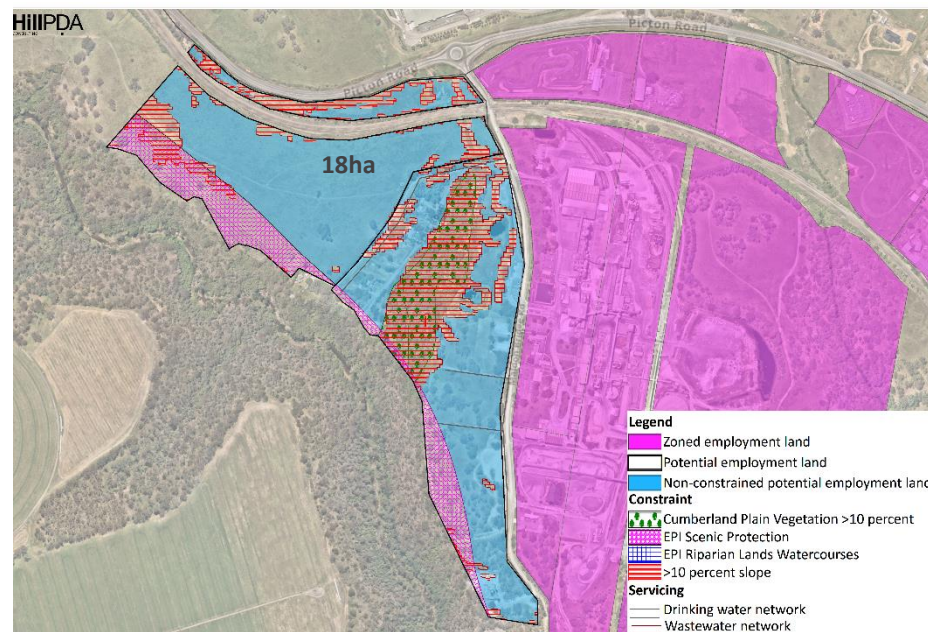 HillPDA
CONSULTING
Picton Road
Picton Road
18ha
Legend
Zoned employment land
Potential employment land
Non-constrained potential employment land
Constraint
Cumberland Plain Vegetation >10 percent
EPI Scenic Protection
EPI Riparian Lands Watercourses
>10 percent slope
Servicing
Drinking water network
Wastewater network